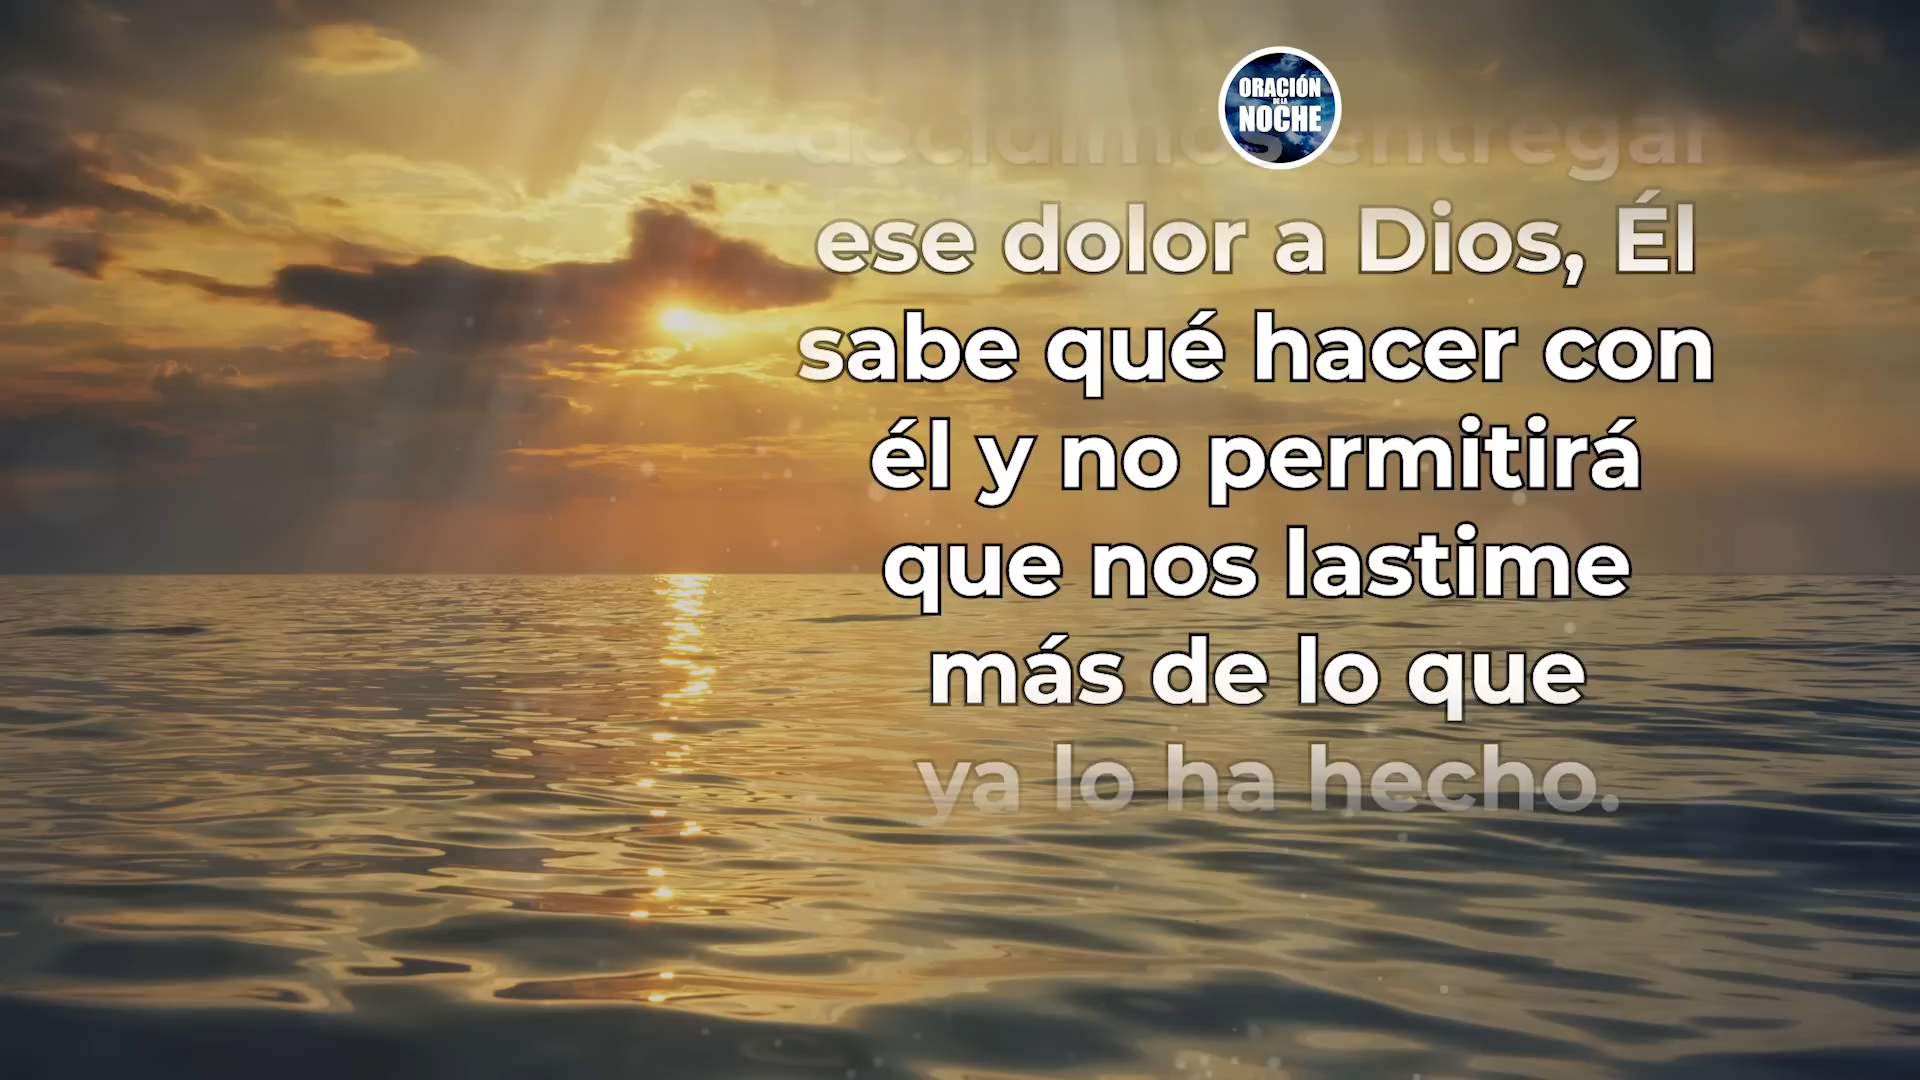 ORACIÓN
DE LA
NOCHE
decidimos entregar
ese dolor a Dios, Él
sabe qué hacer con
él y no permitirá
que nos lastime
más de lo que
ya lo ha hecho.